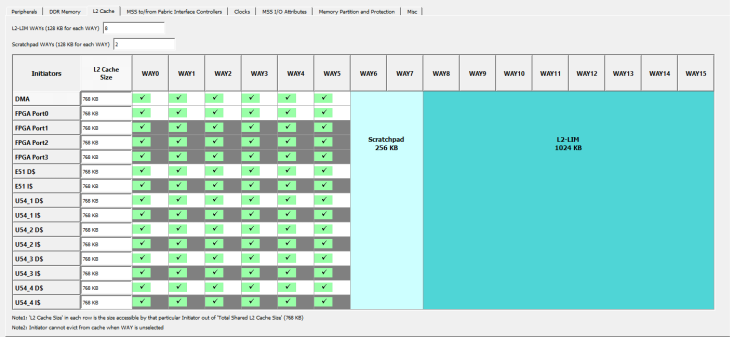 Peripherals DDR Memory L2 Cache MSS to/from Fabric Interface Controllers Clocks MSS I/O Attributes Memory Partition and Protection Misc
L2-LIM WAYs (128 KB for each WAY) 8
Scratchpad WAYs (128 KB for each WAY) 2
Initiators L2 Cache Size WAY0 WAY1 WAY2 WAY3 WAY4 WAY5 WAY6 WAY7 WAY8 WAY9 WAY10 WAY11 WAY12 WAY13 WAY14 WAY15
DMA 768 KB ✓ ✓ ✓ ✓ ✓ ✓
FPGA Port0 768 KB ✓ ✓ ✓ ✓ ✓ ✓
FPGA Port1 768 KB ✓ ✓ ✓ ✓ ✓ ✓
FPGA Port2 768 KB ✓ ✓ ✓ ✓ ✓ ✓
FPGA Port3 768 KB ✓ ✓ ✓ ✓ ✓ ✓
E51 D$ 768 KB ✓ ✓ ✓ ✓ ✓ ✓
E51 I$ 768 KB ✓ ✓ ✓ ✓ ✓ ✓
U54_1 D$ 768 KB ✓ ✓ ✓ ✓ ✓ ✓
U54_1 I$ 768 KB ✓ ✓ ✓ ✓ ✓ ✓
U54_2 D$ 768 KB ✓ ✓ ✓ ✓ ✓ ✓
U54_2 I$ 768 KB ✓ ✓ ✓ ✓ ✓ ✓
U54_3 D$ 768 KB ✓ ✓ ✓ ✓ ✓ ✓
U54_3 I$ 768 KB ✓ ✓ ✓ ✓ ✓ ✓
U54_4 D$ 768 KB ✓ ✓ ✓ ✓ ✓ ✓
U54_4 I$ 768 KB ✓ ✓ ✓ ✓ ✓ ✓
Scratchpad
256 KB
L2-LIM
1024 KB
Note1: 'L2 Cache Size' in each row is the size accessible by that particular Initiator out of 'Total Shared L2 Cache Size' (768 KB)
Note2: Initiator cannot evict from cache when WAY is unselected